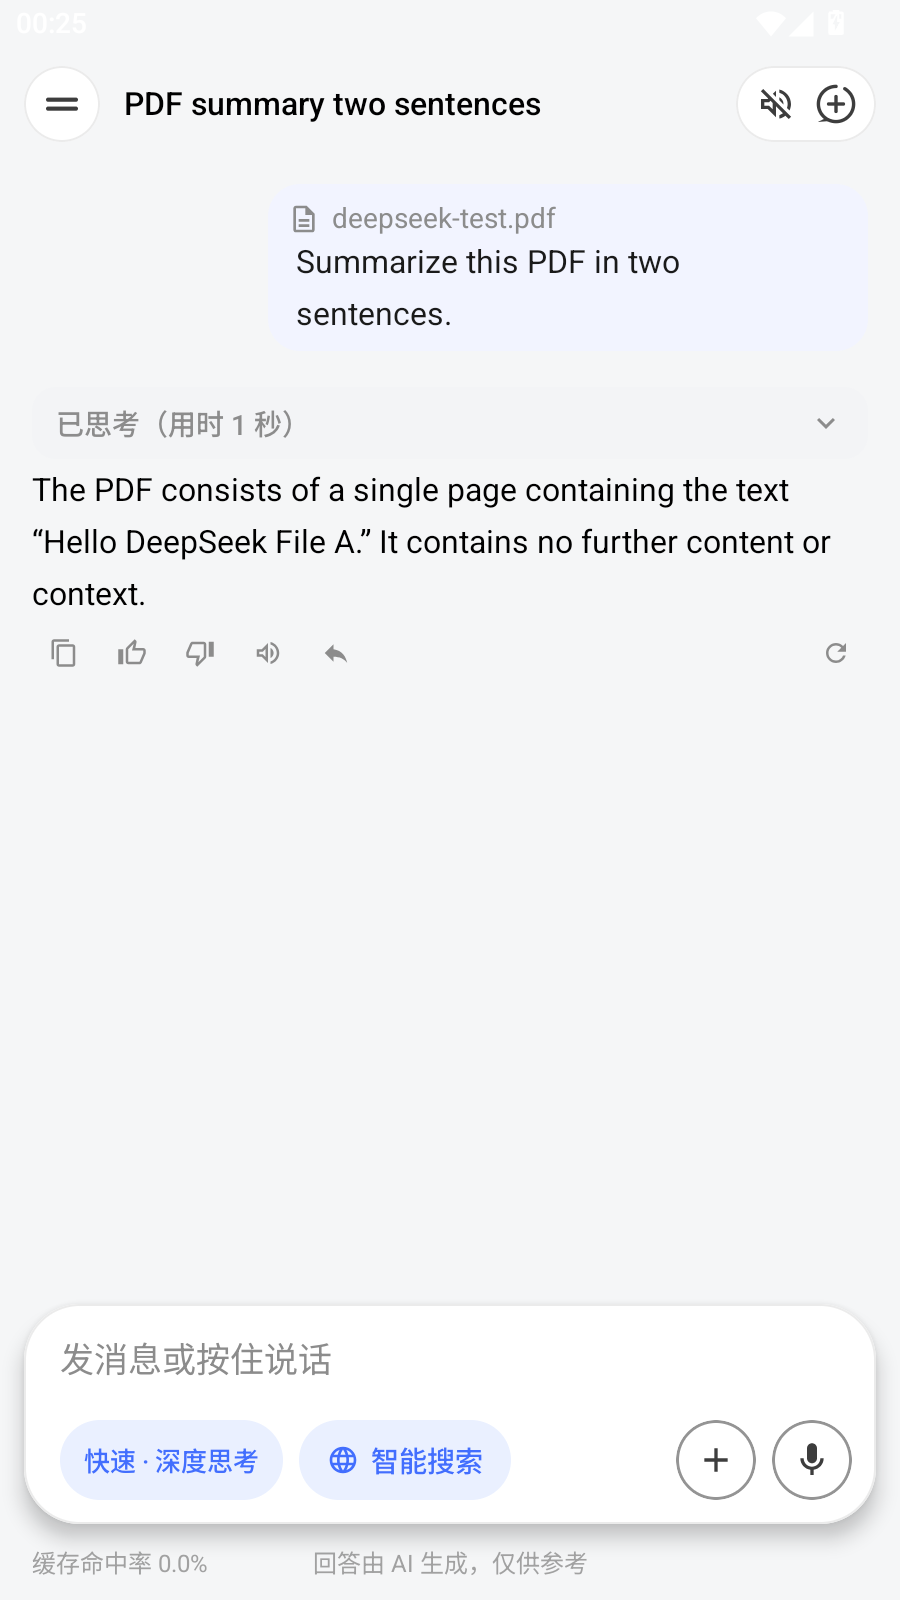 00:25
PDF summary two sentences
deepseek-test.pdf
Summarize this PDF in two
sentences.
已思考（用时 1 秒）
The PDF consists of a single page containing the text
“Hello DeepSeek File A.” It contains no further content or
context.
发消息或按住说话
快速 · 深度思考
智能搜索
缓存命中率 0.0%
回答由 AI 生成，仅供参考